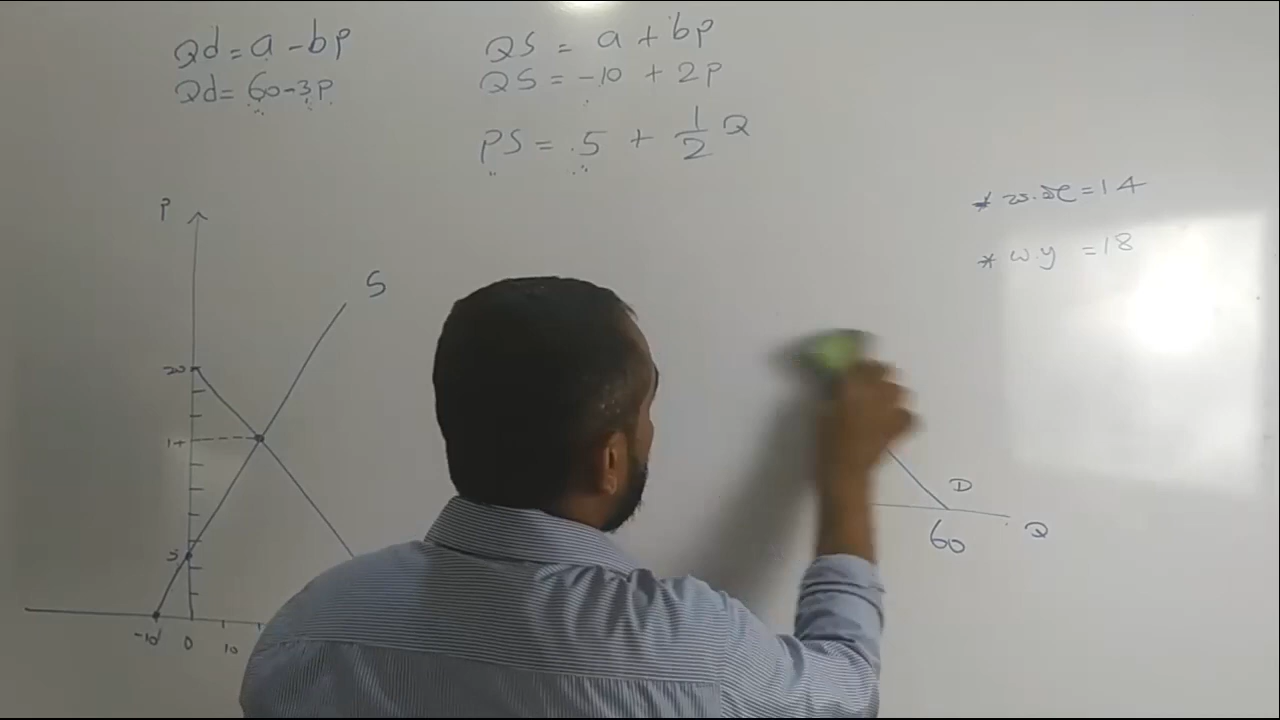 Qd = a - bp
Qd = 60 - 3p
QS = a + bp
QS = -10 + 2p
PS = 5 + 1/2 Q
= 14
* w.y = 18
P
S
20
14
5
-10
0
10
D
60
Q